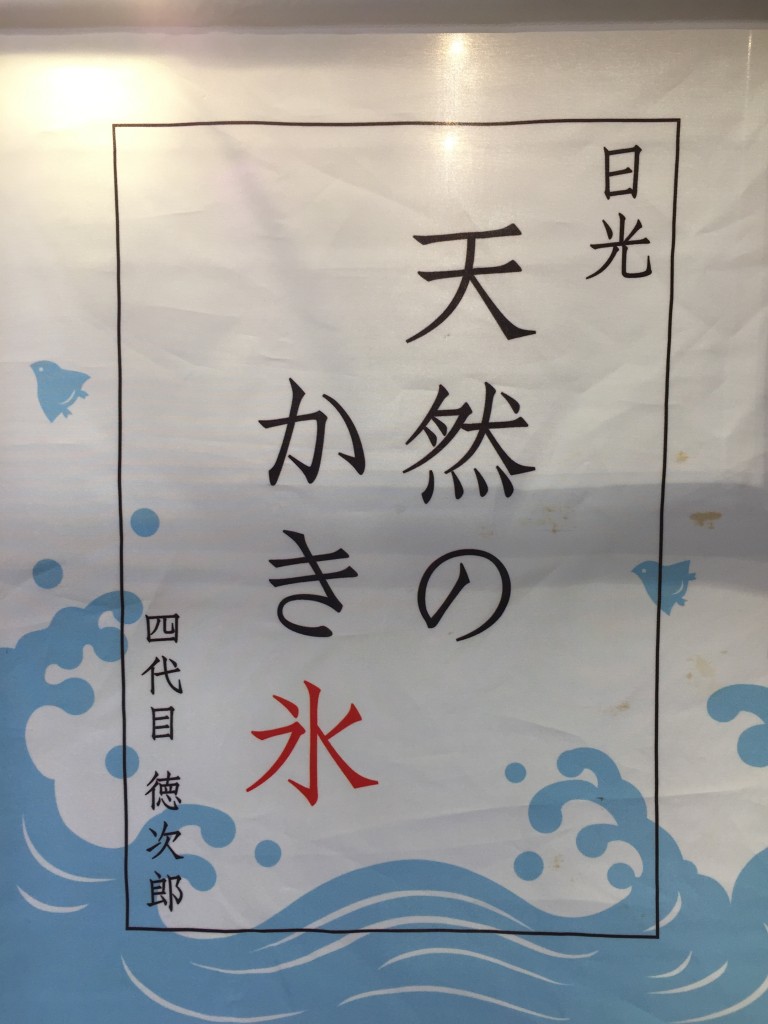 日光
天然の
かき氷
四代目 徳次郎